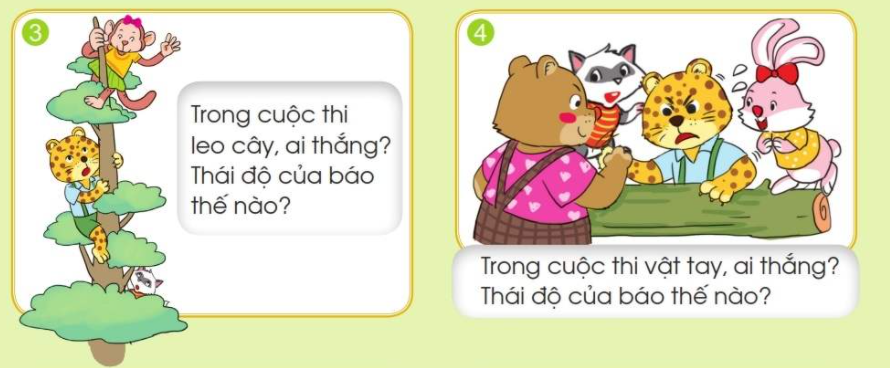 3
Trong cuộc thi
leo cây, ai thắng?
Thái độ của báo
thế nào?
4
Trong cuộc thi vật tay, ai thắng?
Thái độ của báo thế nào?